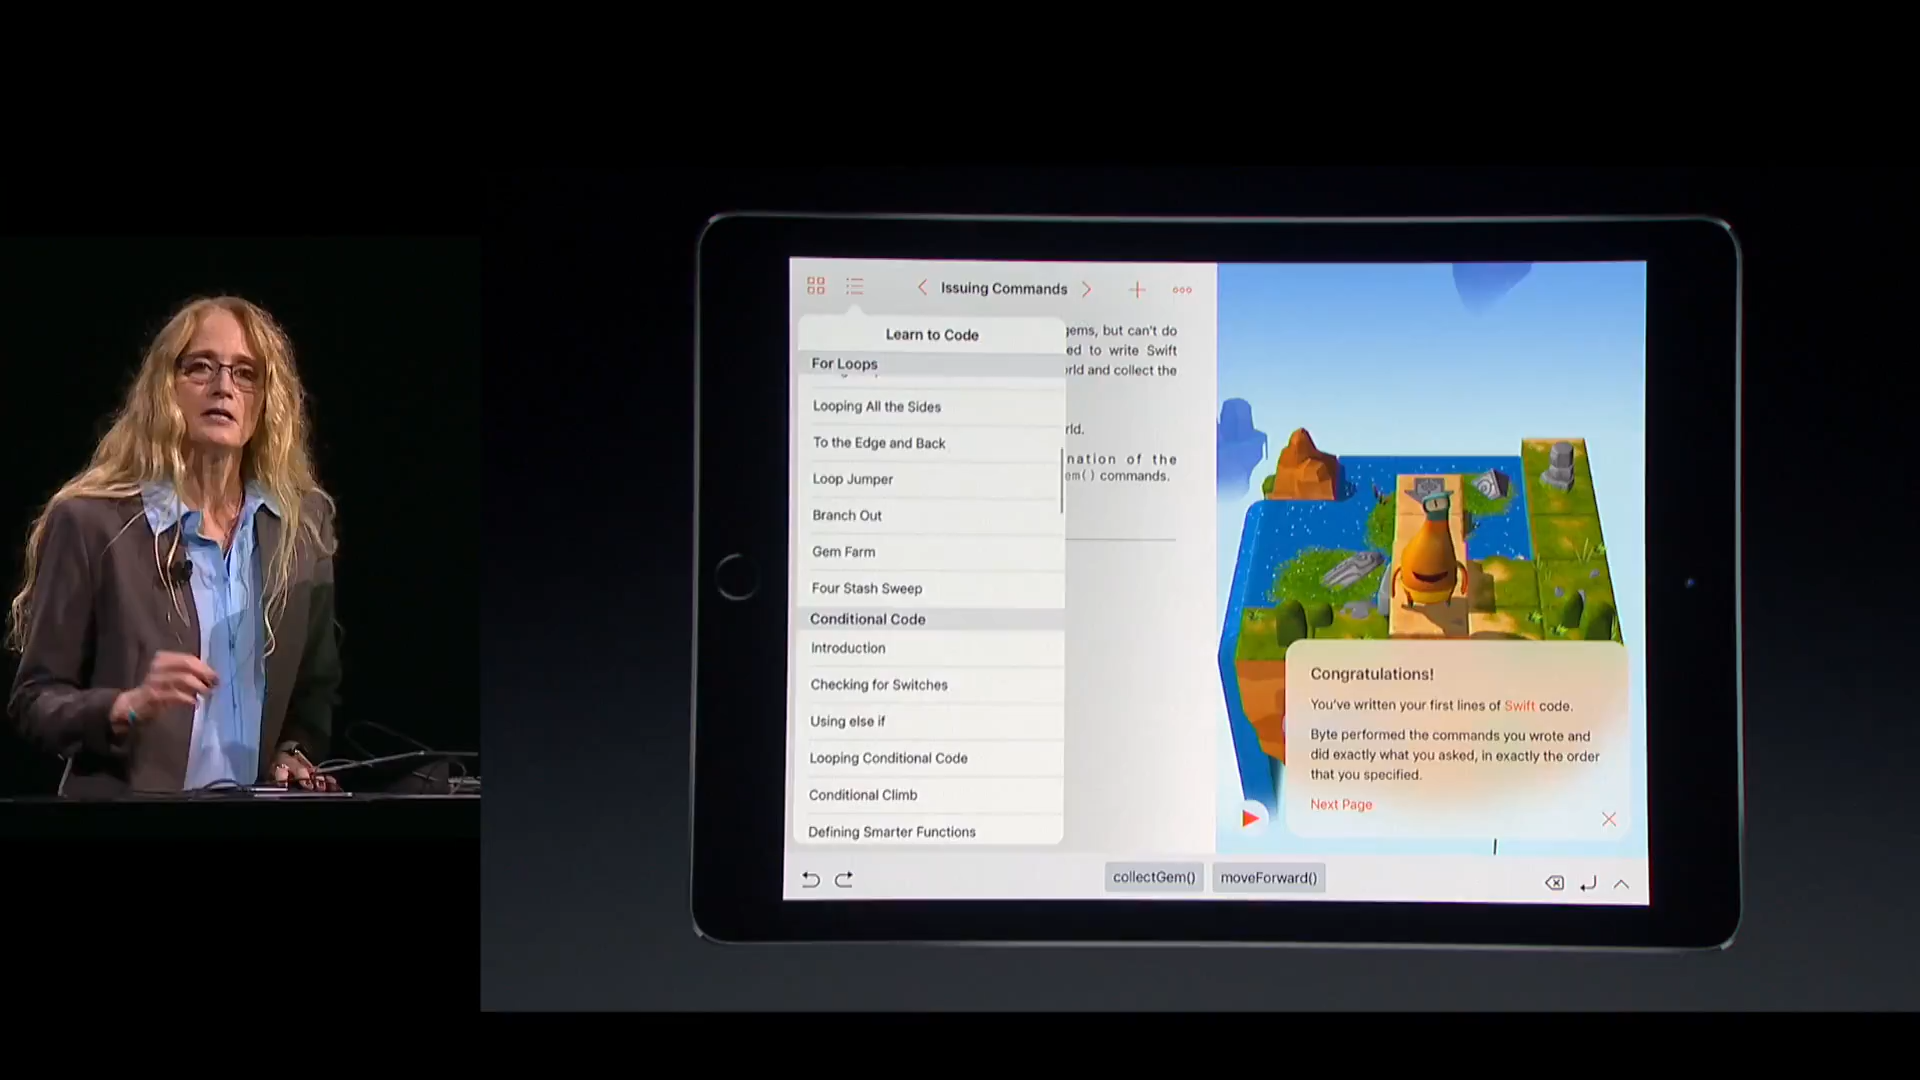 Issuing Commands
Learn to Code
For Loops
Looping All the Sides
To the Edge and Back
Loop Jumper
Branch Out
Gem Farm
Four Stash Sweep
Conditional Code
Introduction
Checking for Switches
Using else if
Looping Conditional Code
Conditional Climb
Defining Smarter Functions
gems, but can't do
ed to write Swift
orld and collect the
rld.
nation of the
em() commands.
Congratulations!
You've written your first lines of Swift code.
Byte performed the commands you wrote and
did exactly what you asked, in exactly the order
that you specified.
Next Page
collectGem()
moveForward()